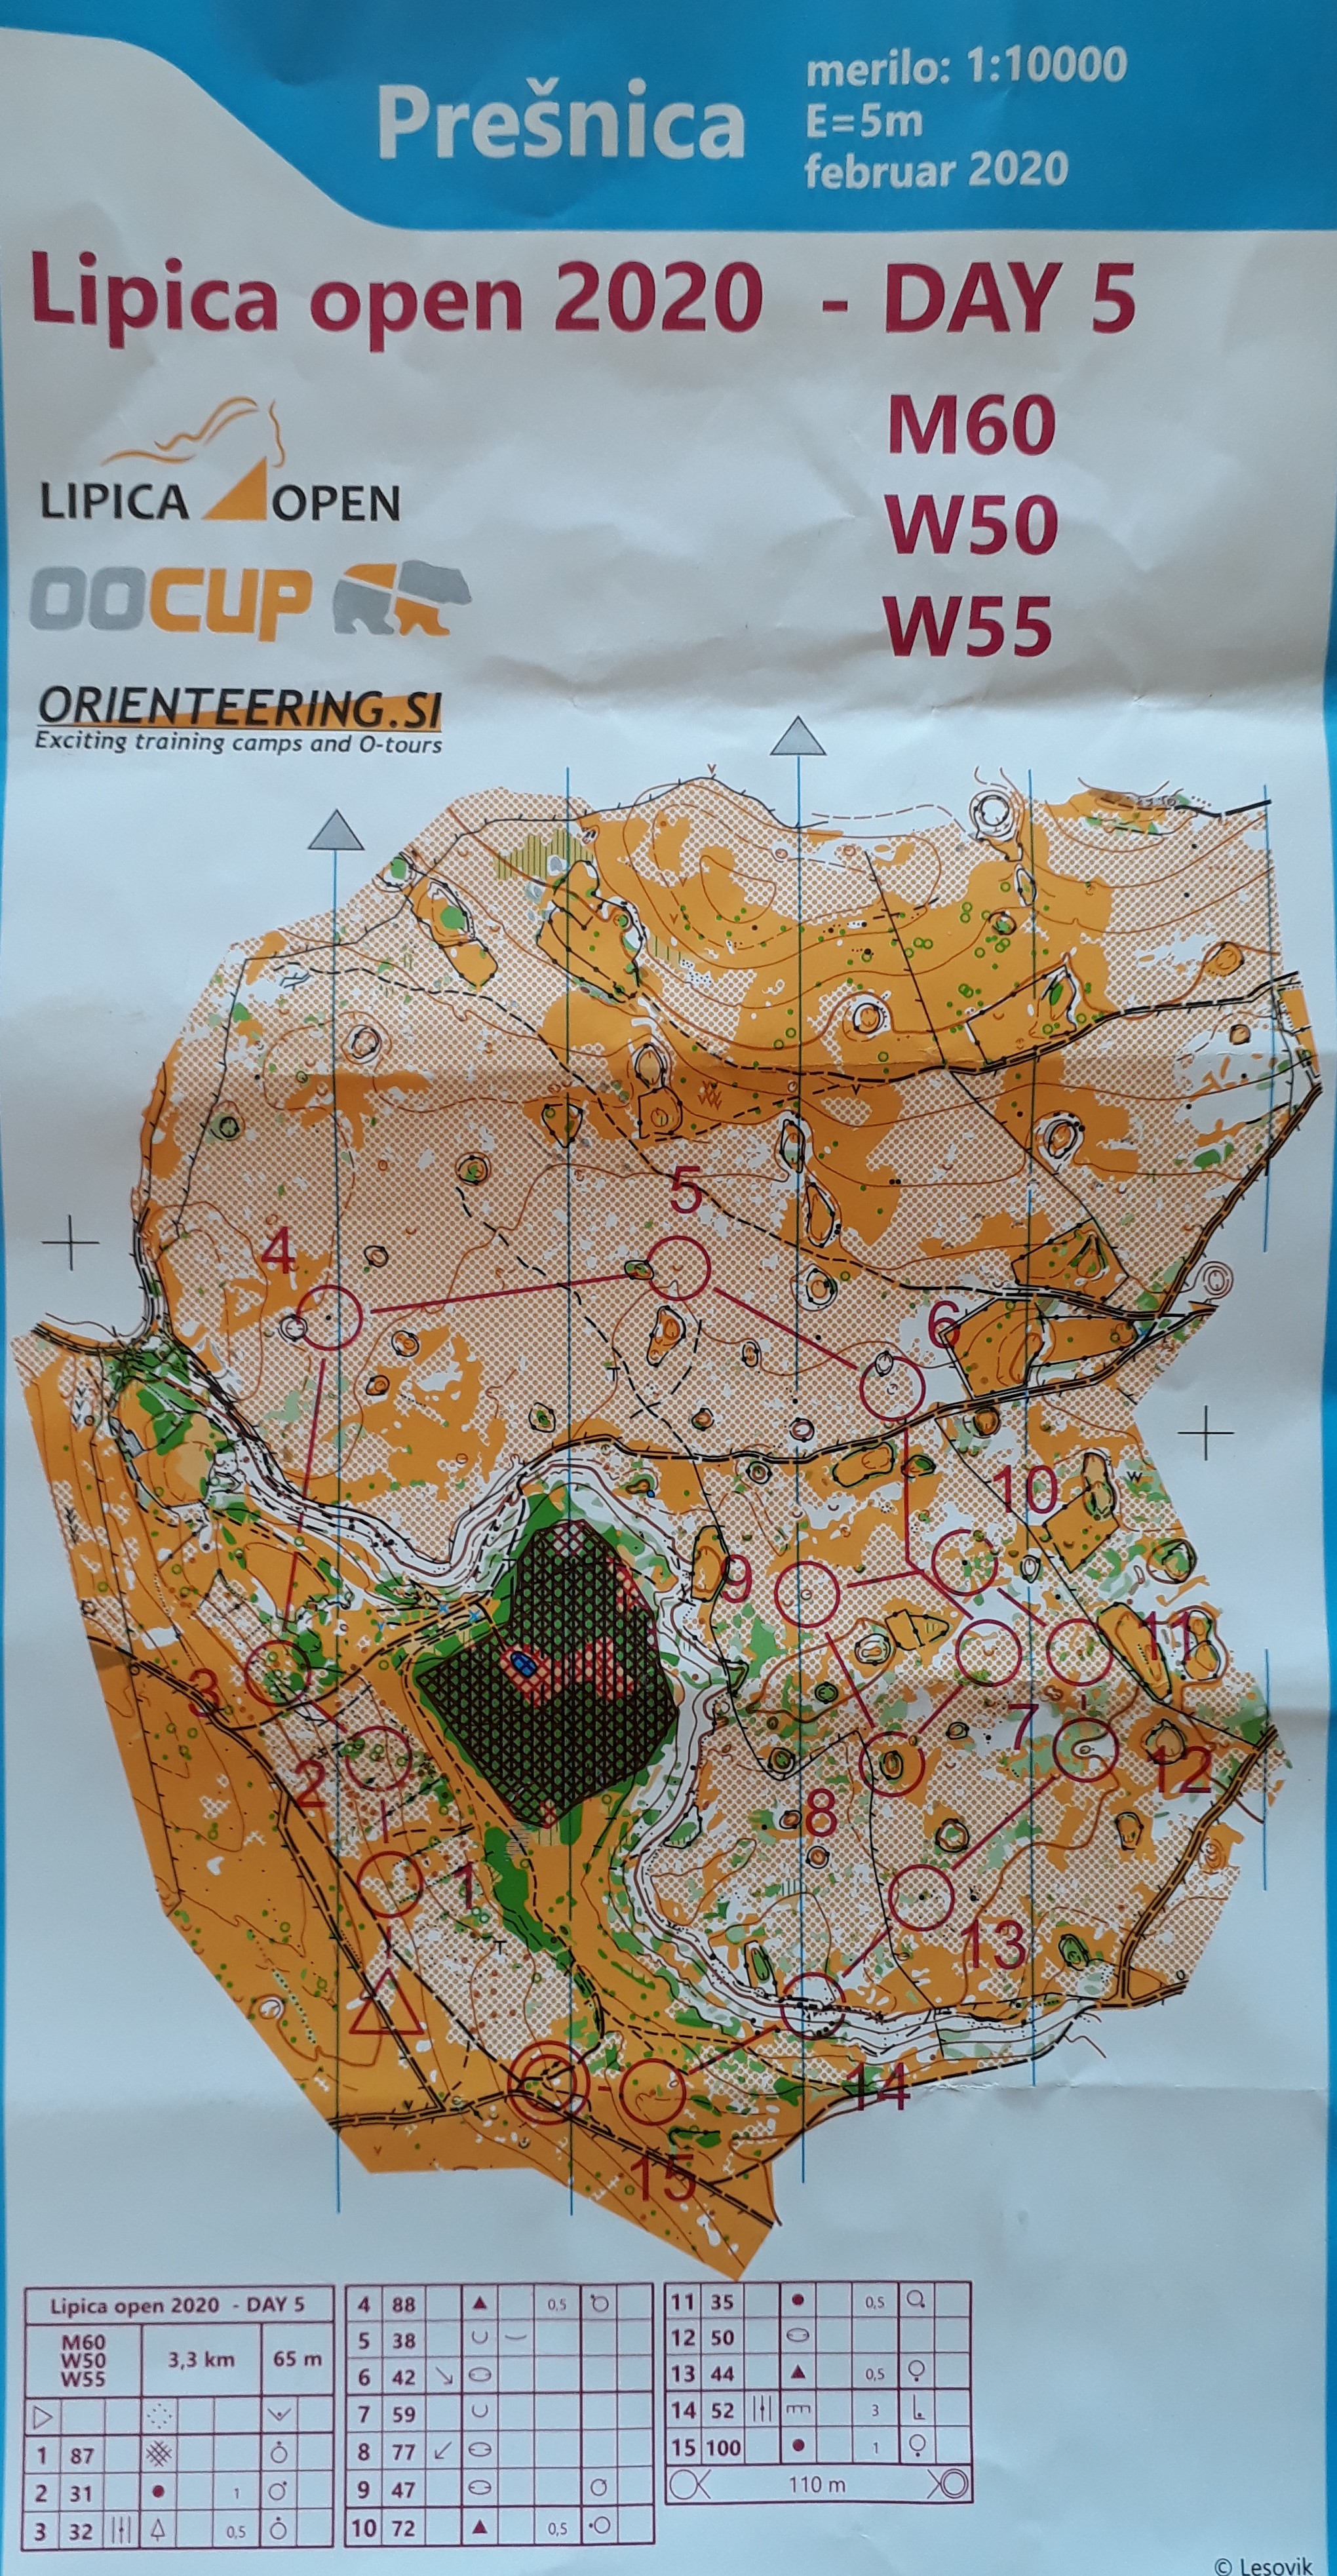 Prešnica
merilo: 1:10000
E=5m
februar 2020
Lipica open 2020 - DAY 5
M60
W50
W55
LIPICA OPEN
OOCUP
ORIENTEERING.SI
Exciting training camps and O-tours
5
4
6
10
9
11
3
7
2
12
8
1
13
14
15
Lipica open 2020 - DAY 5
M60
W50
W55
3,3 km
65 m
1 87
2 31 1
3 32 0,5
4 88 0,5
5 38
6 42
7 59
8 77
9 47
10 72 0,5
11 35 0,5
12 50
13 44 0,5
14 52 3
15 100 1
110 m
© Lesovik